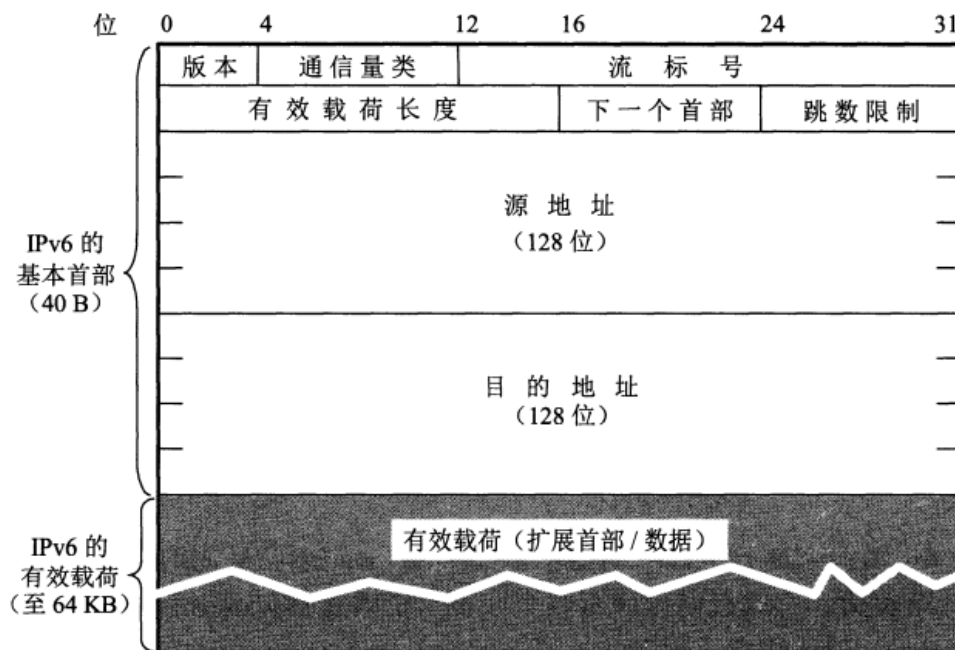 位 0 4 12 16 24 31
版本 通信量类 流标号
有效载荷长度 下一个首部 跳数限制
源地址
（128 位）
IPv6 的
基本首部
（40 B）
目的地址
（128 位）
有效载荷（扩展首部 / 数据）
IPv6 的
有效载荷
（至 64 KB）